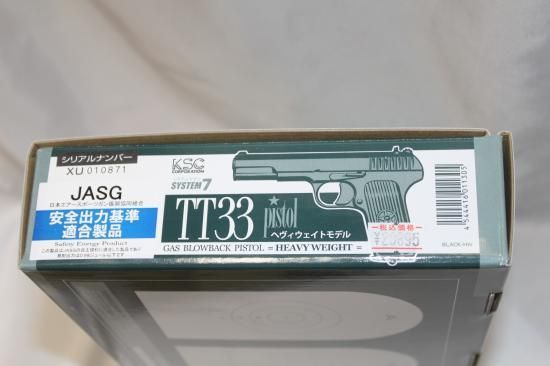 シリアルナンバー
XU 010871
JASG
日本エアースポーツガン振興協同組合
安全出力基準
適合製品
Safety Energy Product
KSC
CORPORATION
SYSTEM 7
TT33 pistol
ヘヴィウェイトモデル
GAS BLOWBACK PISTOL = HEAVY WEIGHT =
税込価格
BLACK-HW
4 544416 011305